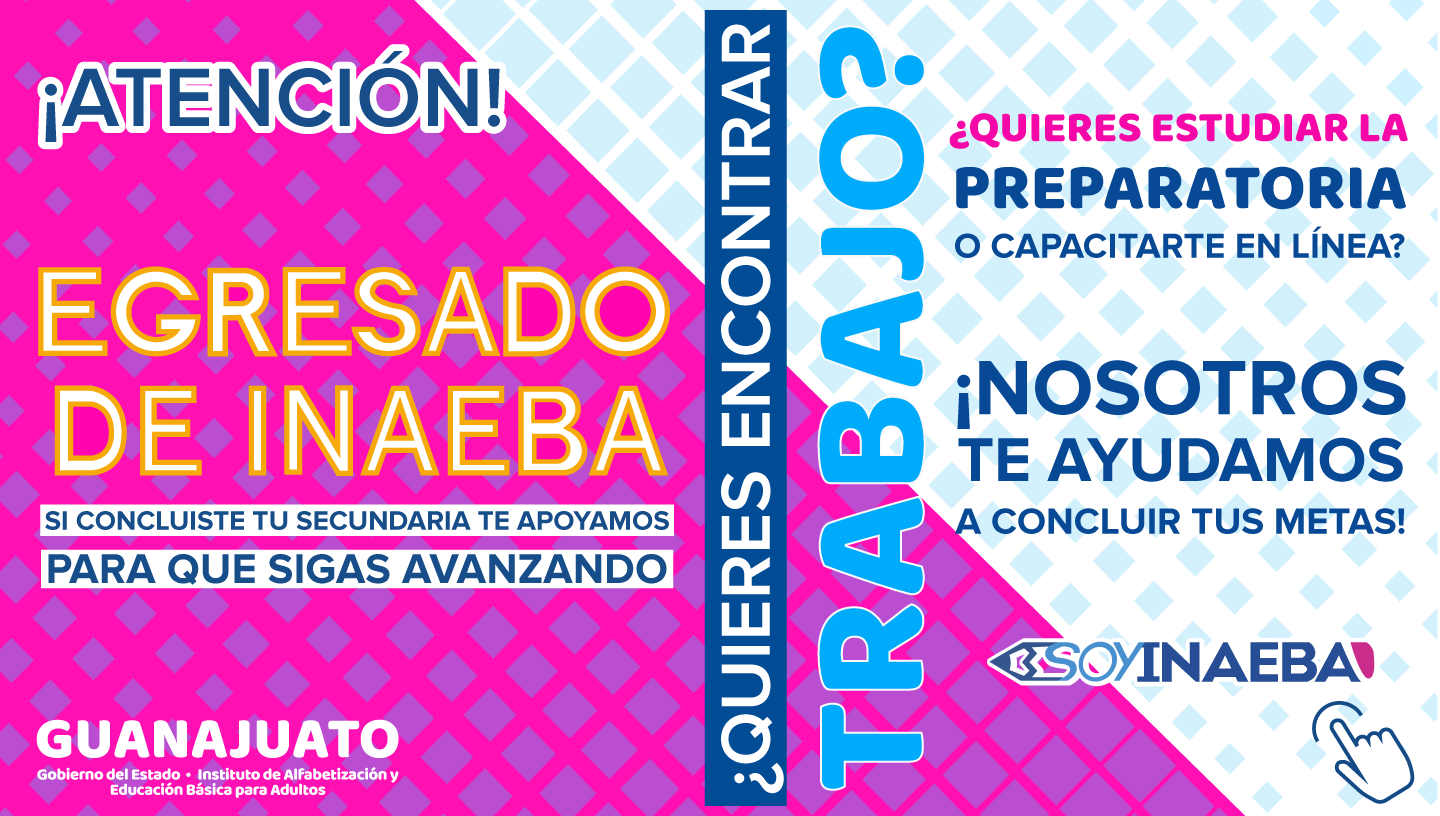 ¡ATENCIÓN!
EGRESADO
DE INAEBA
SI CONCLUISTE TU SECUNDARIA TE APOYAMOS
PARA QUE SIGAS AVANZANDO
GUANAJUATO
Gobierno del Estado • Instituto de Alfabetización y
Educación Básica para Adultos
¿QUIERES ENCONTRAR
TRABAJO?
¿QUIERES ESTUDIAR LA
PREPARATORIA
O CAPACITARTE EN LÍNEA?
¡NOSOTROS
TE AYUDAMOS
A CONCLUIR TUS METAS!
SOYINAEBA